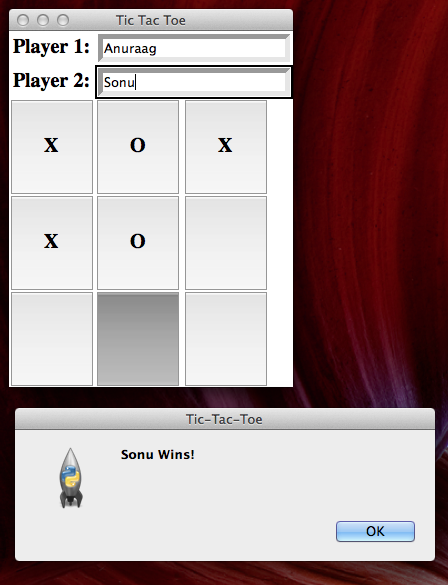 Tic Tac Toe
Player 1: Anuraag
Player 2: Sonu
X O X
X O
Tic-Tac-Toe
Sonu Wins!
OK